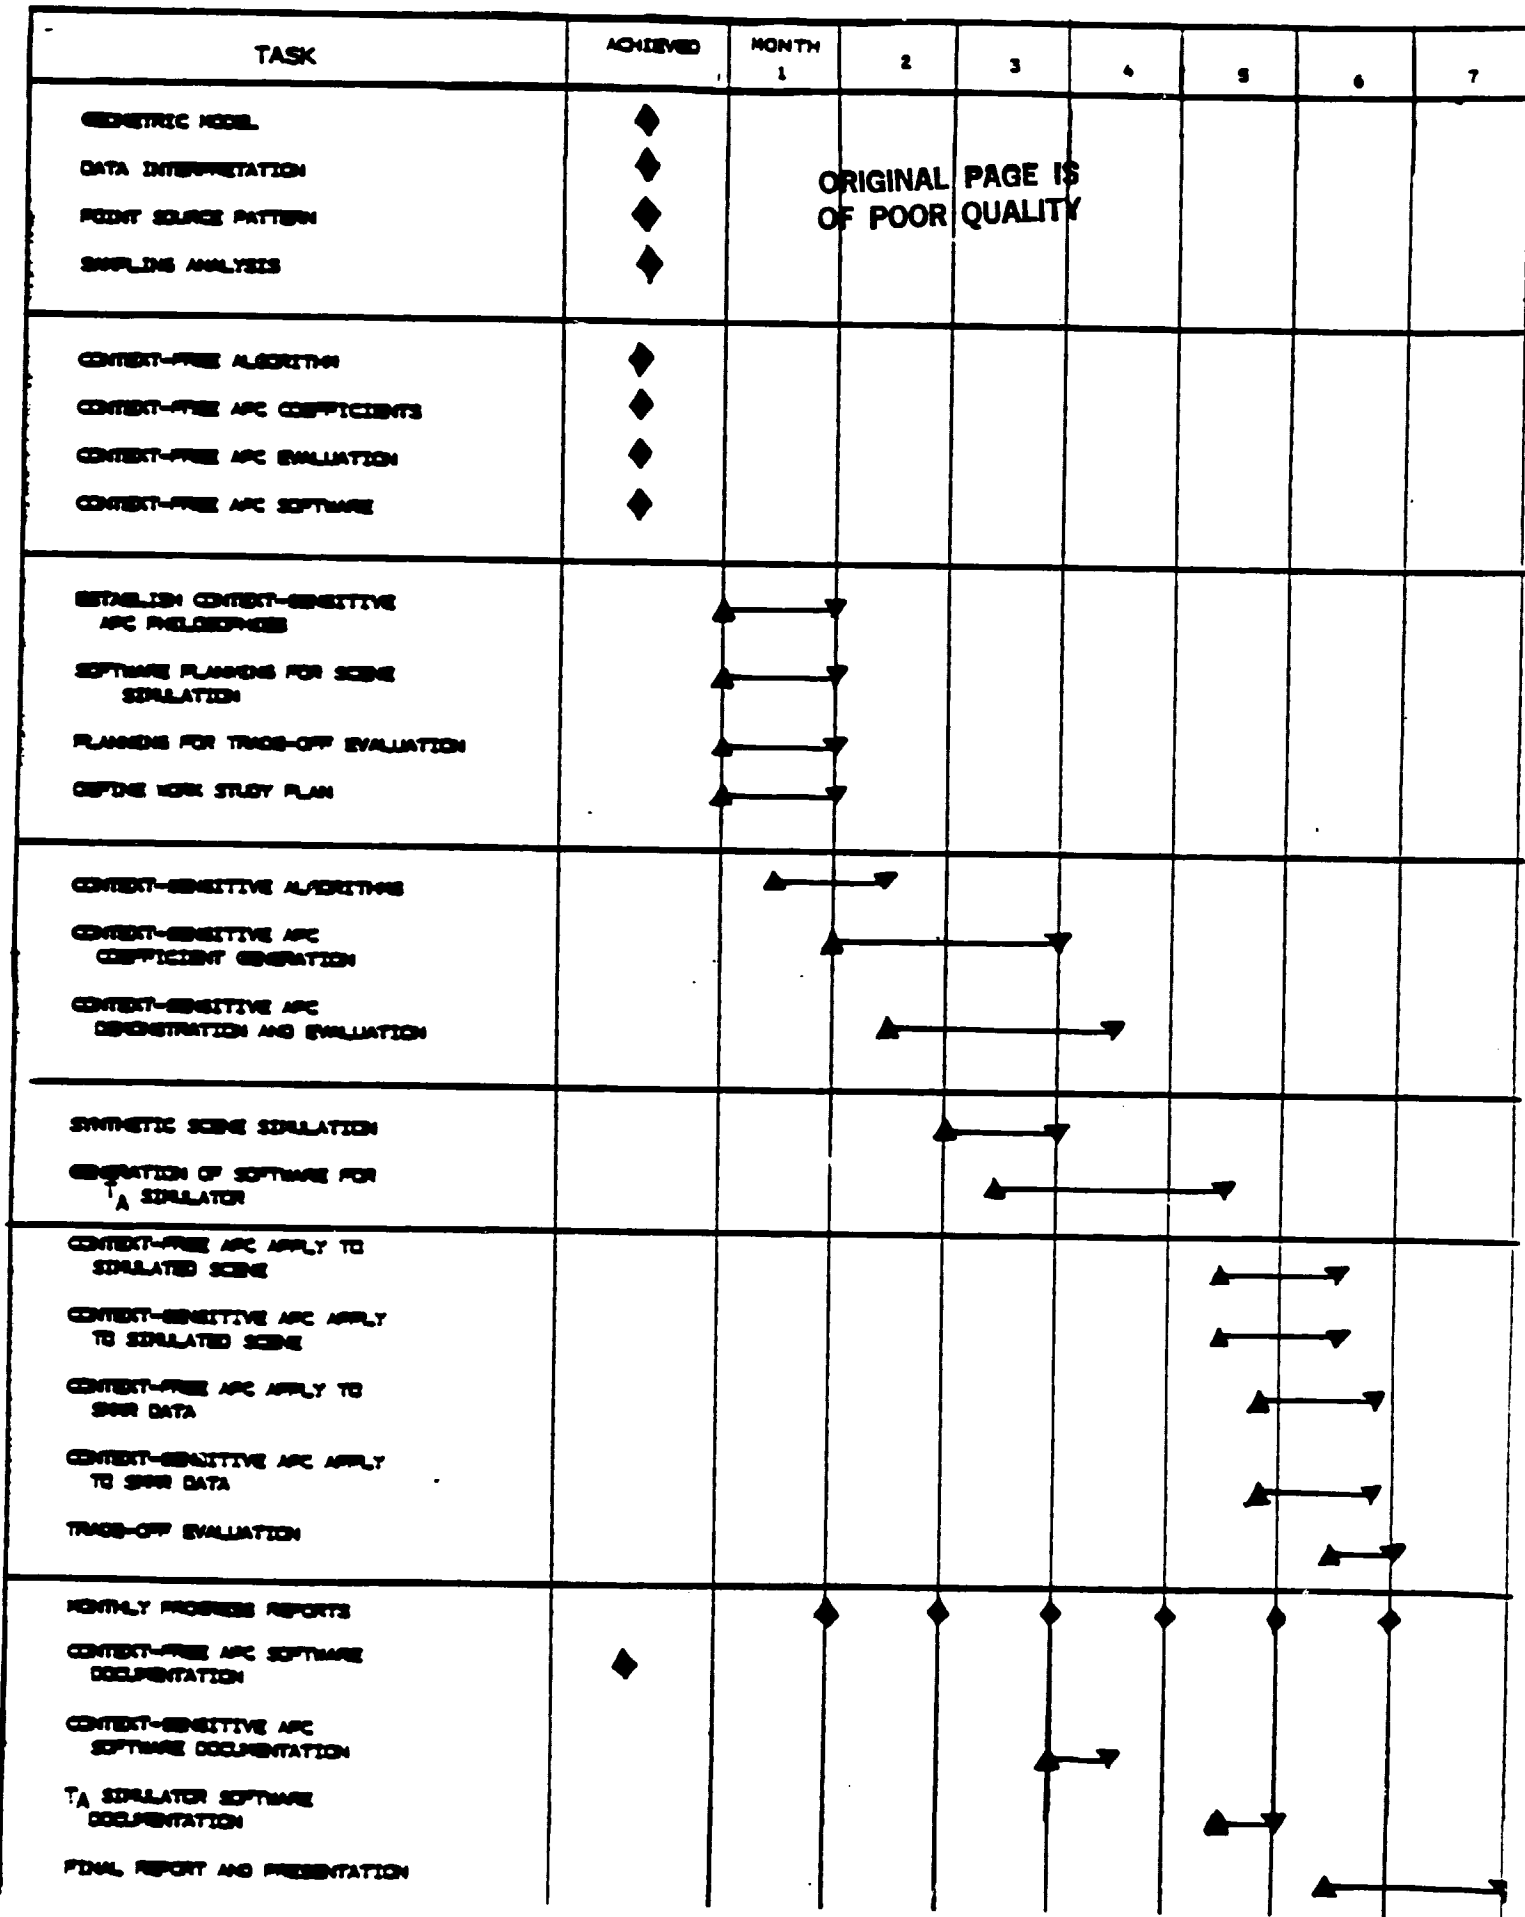 TASK
ACHIEVED
MONTH
1
2
3
4
5
6
7
GEOMETRIC MODEL
DATA INTERPRETATION
POINT SOURCE PATTERN
SAMPLING ANALYSIS
ORIGINAL PAGE IS
OF POOR QUALITY
CONTEXT-FREE ALGORITHM
CONTEXT-FREE APC COEFFICIENTS
CONTEXT-FREE APC EVALUATION
CONTEXT-FREE APC SOFTWARE
ESTABLISH CONTEXT-SENSITIVE
APC PHILOSOPHIES
SOFTWARE PLANNING FOR SCENE
SIMULATION
PLANNING FOR TRADE-OFF EVALUATION
DEFINE WORK STUDY PLAN
CONTEXT-SENSITIVE ALGORITHMS
CONTEXT-SENSITIVE APC
COEFFICIENT GENERATION
CONTEXT-SENSITIVE APC
DEMONSTRATION AND EVALUATION
SYNTHETIC SCENE SIMULATION
GENERATION OF SOFTWARE FOR
TA SIMULATOR
CONTEXT-FREE APC APPLY TO
SIMULATED SCENE
CONTEXT-SENSITIVE APC APPLY
TO SIMULATED SCENE
CONTEXT-FREE APC APPLY TO
SMMR DATA
CONTEXT-SENSITIVE APC APPLY
TO SMMR DATA
TRADE-OFF EVALUATION
MONTHLY PROGRESS REPORTS
CONTEXT-FREE APC SOFTWARE
DOCUMENTATION
CONTEXT-SENSITIVE APC
SOFTWARE DOCUMENTATION
TA SIMULATOR SOFTWARE
DOCUMENTATION
FINAL REPORT AND PRESENTATION